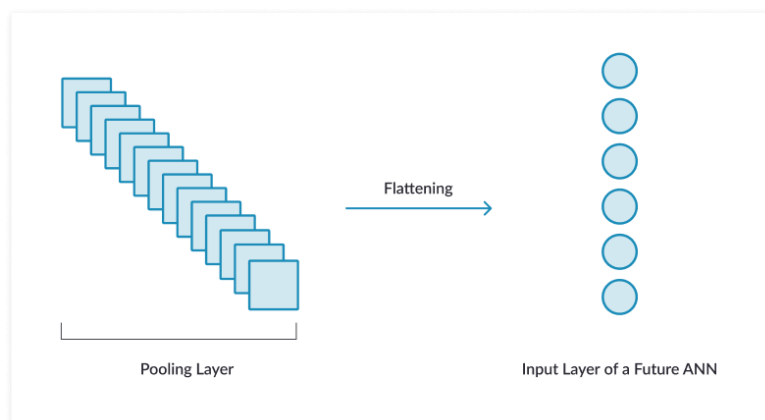 Flattening
Pooling Layer
Input Layer of a Future ANN